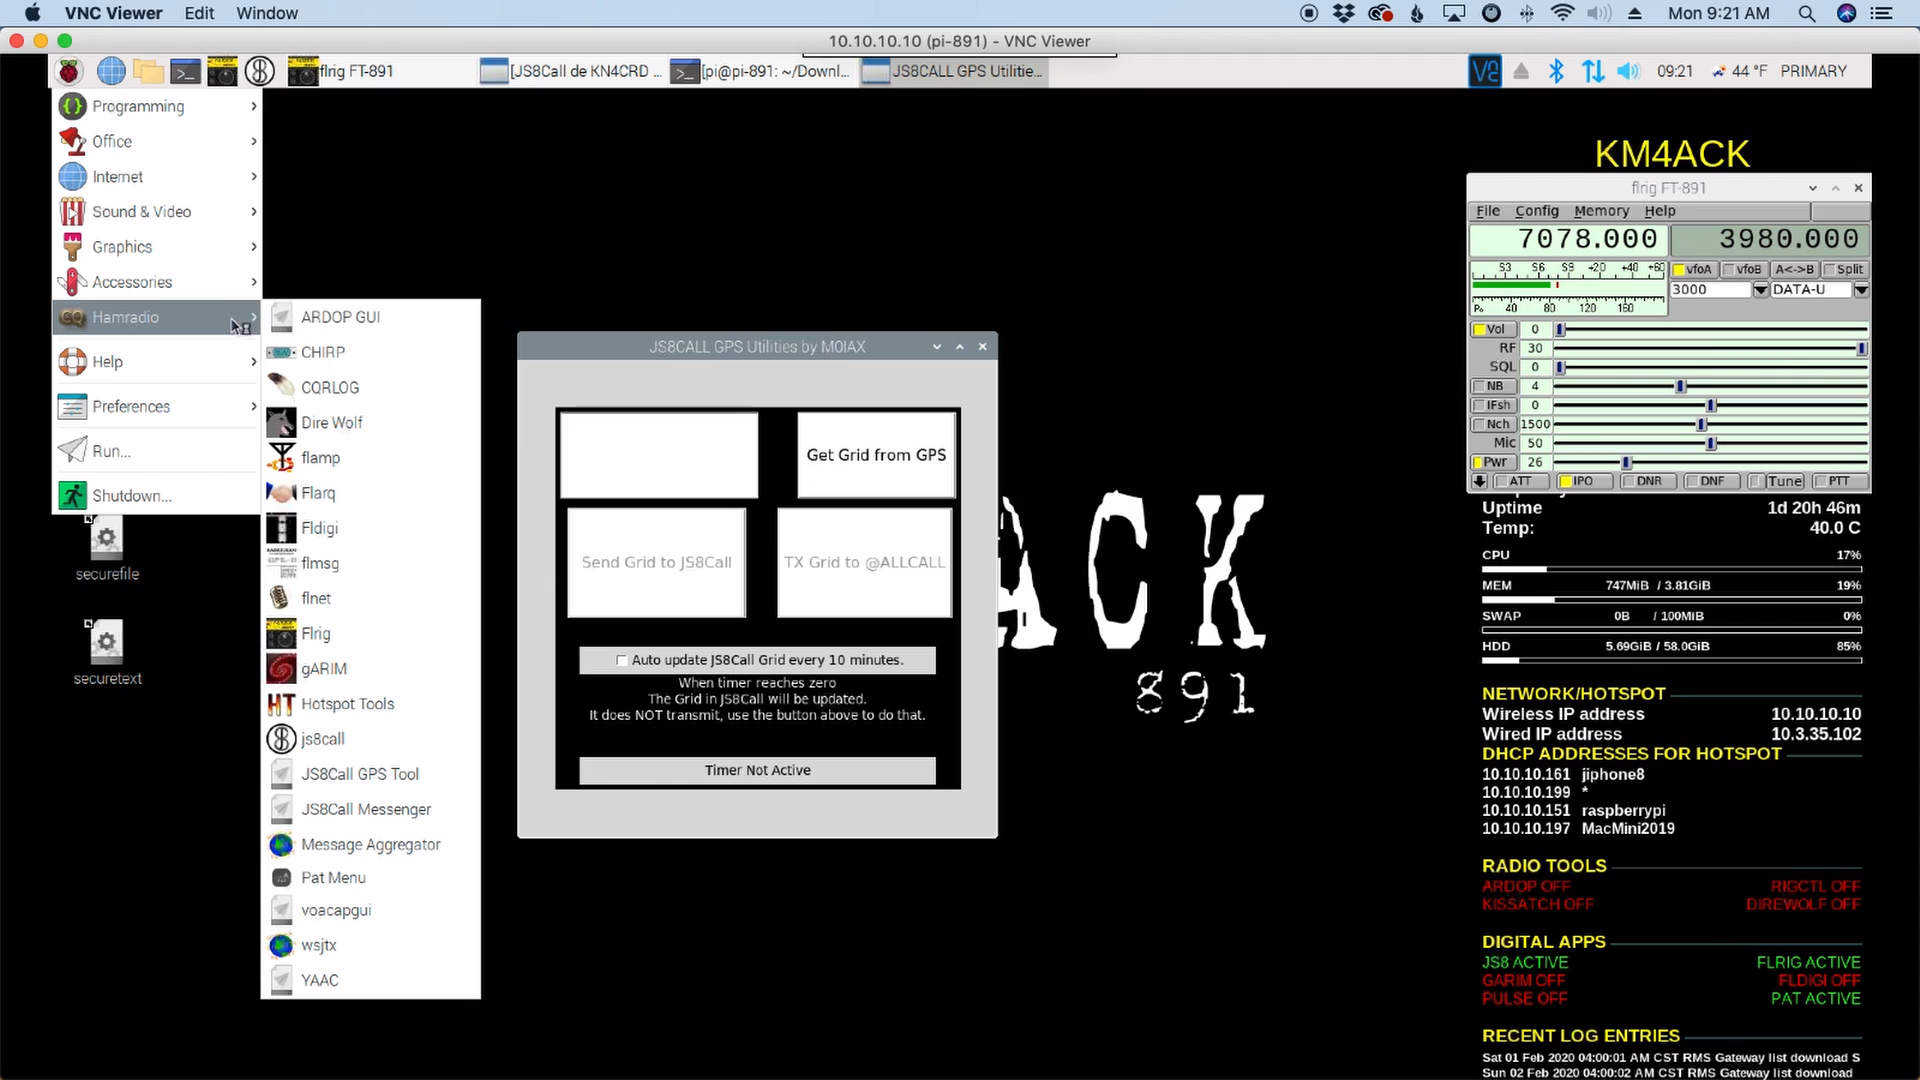 VNC Viewer Edit Window Mon 9:21 AM
10.10.10.10 (pi-891) - VNC Viewer
flrig FT-891 [JS8Call de KN4CRD ... [pi@pi-891: ~/Downl... JS8CALL GPS Utilitie... 09:21 44 °F PRIMARY
Programming
Office
Internet
Sound & Video
Graphics
Accessories
Hamradio
Help
Preferences
Run...
Shutdown...
securefile
securetext
ARDOP GUI
CHIRP
CQRLOG
Dire Wolf
flamp
Flarq
Fldigi
flmsg
flnet
Flrig
gARIM
Hotspot Tools
js8call
JS8Call GPS Tool
JS8Call Messenger
Message Aggregator
Pat Menu
voacapgui
wsjtx
YAAC
JS8CALL GPS Utilities by M0IAX
Get Grid from GPS
Send Grid to JS8Call
TX Grid to @ALLCALL
Auto update JS8Call Grid every 10 minutes.
When timer reaches zero
The Grid in JS8Call will be updated.
It does NOT transmit, use the button above to do that.
Timer Not Active
ACK
891
KM4ACK
flrig FT-891
File Config Memory Help
7078.000 3980.000
S3 S6 S9 +20 +40 +60
vfoA vfoB A<->B Split
3000 DATA-U
Po 40 80 120 160
Vol 0
RF 30
SQL 0
NB 4
IFsh 0
Nch 1500
Mic 50
Pwr 26
ATT IPO DNR DNF Tune PTT
Uptime 1d 20h 46m
Temp: 40.0 C
CPU 17%
MEM 747MiB / 3.81GiB 19%
SWAP 0B / 100MiB 0%
HDD 5.69GiB / 58.0GiB 85%
NETWORK/HOTSPOT
Wireless IP address 10.10.10.10
Wired IP address 10.3.35.102
DHCP ADDRESSES FOR HOTSPOT
10.10.10.161 jiphone8
10.10.10.199 *
10.10.10.151 raspberrypi
10.10.10.197 MacMini2019
RADIO TOOLS
ARDOP OFF RIGCTL OFF
KISSATCH OFF DIREWOLF OFF
DIGITAL APPS
JS8 ACTIVE FLRIG ACTIVE
GARIM OFF FLDIGI OFF
PULSE OFF PAT ACTIVE
RECENT LOG ENTRIES
Sat 01 Feb 2020 04:00:01 AM CST RMS Gateway list download S
Sun 02 Feb 2020 04:00:02 AM CST RMS Gateway list download